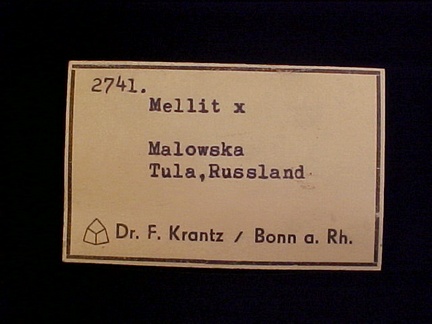 2741.
Mellit x
Malowska
Tula,Russland
Dr. F. Krantz / Bonn a. Rh.